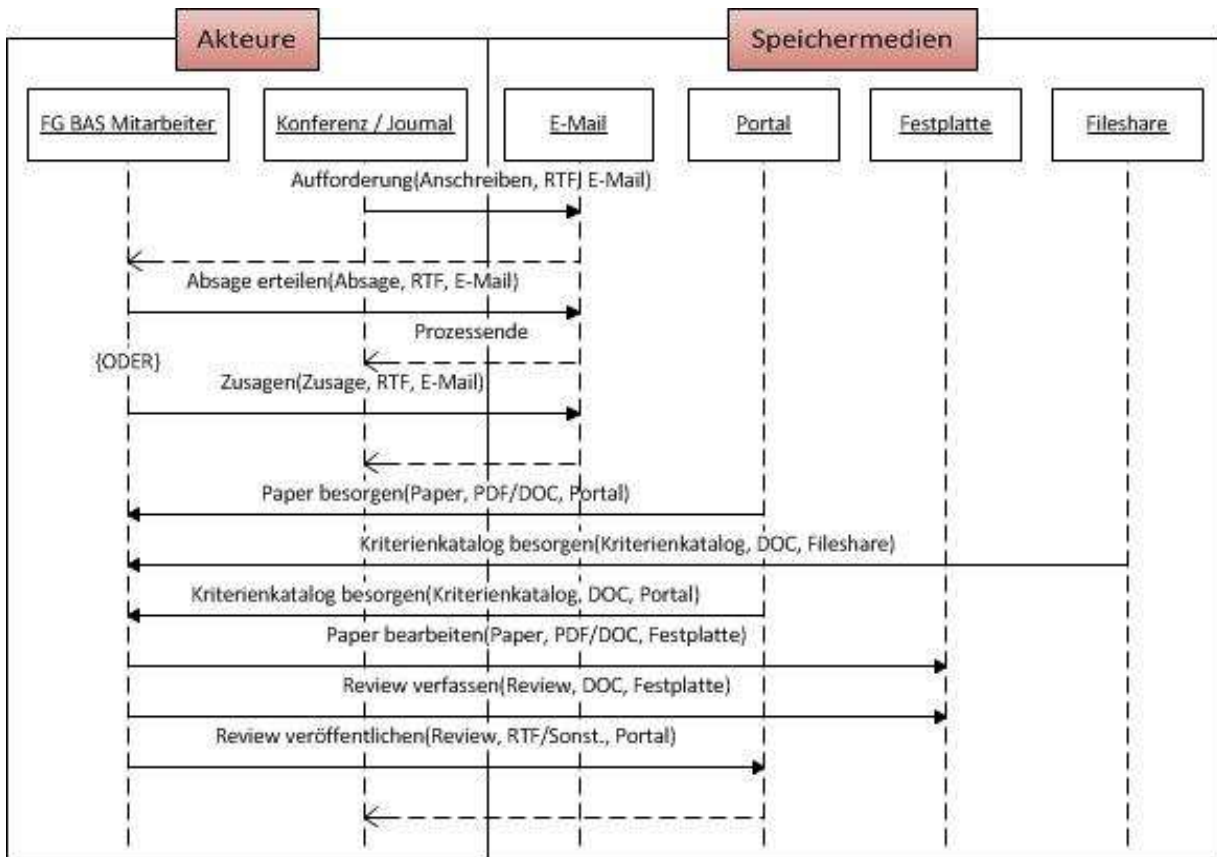 Akteure
Speichermedien
FG BAS Mitarbeiter
Konferenz / Journal
E-Mail
Portal
Festplatte
Fileshare
Aufforderung(Anschreiben, RTF, E-Mail)
Absage erteilen(Absage, RTF, E-Mail)
Prozessende
{ODER}
Zusagen(Zusage, RTF, E-Mail)
Paper besorgen(Paper, PDF/DOC, Portal)
Kriterienkatalog besorgen(Kriterienkatalog, DOC, Fileshare)
Kriterienkatalog besorgen(Kriterienkatalog, DOC, Portal)
Paper bearbeiten(Paper, PDF/DOC, Festplatte)
Review verfassen(Review, DOC, Festplatte)
Review veröffentlichen(Review, RTF/Sonst., Portal)